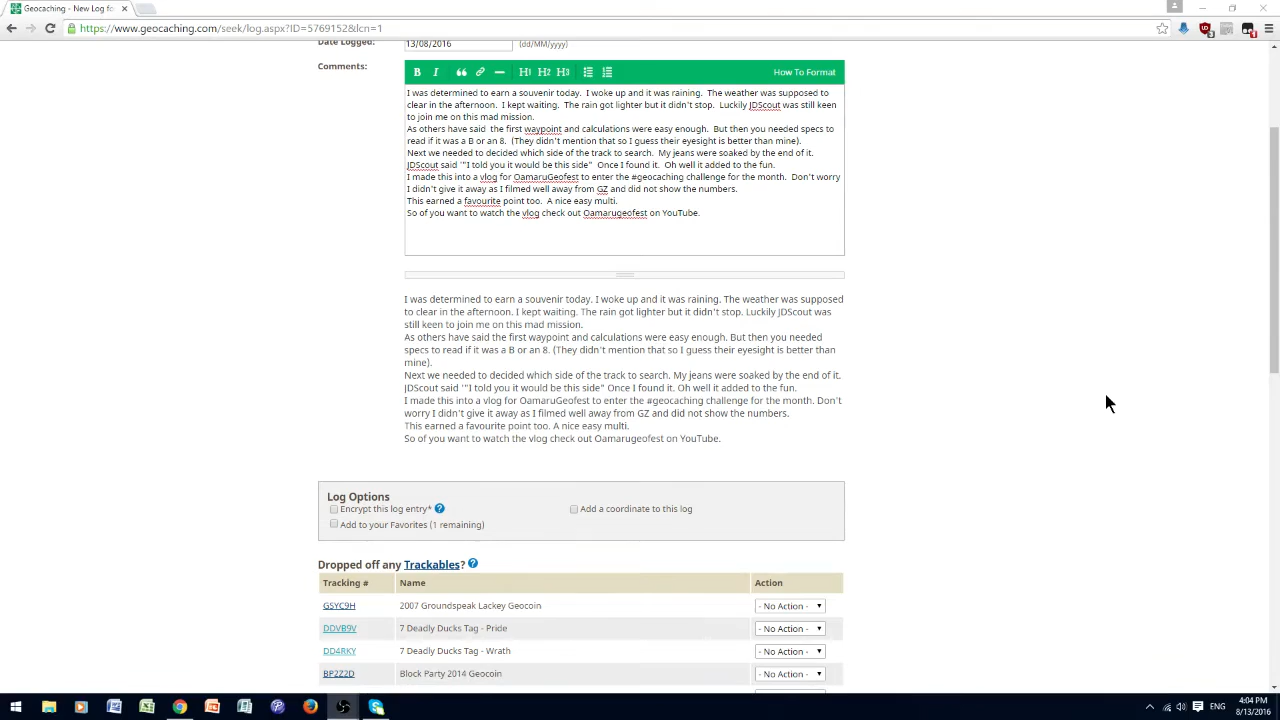 Geocaching - New Log fo
https://www.geocaching.com/seek/log.aspx?ID=5769152&lcn=1
Date Logged: 13/08/2016 (dd/MM/yyyy)
Comments:
B I H1 H2 H3 How To Format
I was determined to earn a souvenir today.  I woke up and it was raining.  The weather was supposed to
clear in the afternoon.  I kept waiting.  The rain got lighter but it didn't stop.  Luckily JDScout was still keen
to join me on this mad mission.
As others have said  the first waypoint and calculations were easy enough.  But then you needed specs to
read if it was a B or an 8.  (They didn't mention that so I guess their eyesight is better than mine).
Next we needed to decided which side of the track to search.  My jeans were soaked by the end of it.
JDScout said '"I told you it would be this side"  Once I found it.  Oh well it added to the fun.
I made this into a vlog for OamaruGeofest to enter the #geocaching challenge for the month.  Don't worry
I didn't give it away as I filmed well away from GZ and did not show the numbers.
This earned a favourite point too.  A nice easy multi.
So of you want to watch the vlog check out Oamarugeofest on YouTube.
I was determined to earn a souvenir today. I woke up and it was raining. The weather was supposed
to clear in the afternoon. I kept waiting. The rain got lighter but it didn't stop. Luckily JDScout was
still keen to join me on this mad mission.
As others have said the first waypoint and calculations were easy enough. But then you needed
specs to read if it was a B or an 8. (They didn't mention that so I guess their eyesight is better than
mine).
Next we needed to decided which side of the track to search. My jeans were soaked by the end of it.
JDScout said '"I told you it would be this side" Once I found it. Oh well it added to the fun.
I made this into a vlog for OamaruGeofest to enter the #geocaching challenge for the month. Don't
worry I didn't give it away as I filmed well away from GZ and did not show the numbers.
This earned a favourite point too. A nice easy multi.
So of you want to watch the vlog check out Oamarugeofest on YouTube.
Log Options
Encrypt this log entry* Add a coordinate to this log
Add to your Favorites (1 remaining)
Dropped off any Trackables?
Tracking # Name Action
GSYC9H 2007 Groundspeak Lackey Geocoin - No Action -
DDVB9V 7 Deadly Ducks Tag - Pride - No Action -
DD4RKY 7 Deadly Ducks Tag - Wrath - No Action -
BP2Z2D Block Party 2014 Geocoin - No Action -
ENG 4:04 PM
8/13/2016